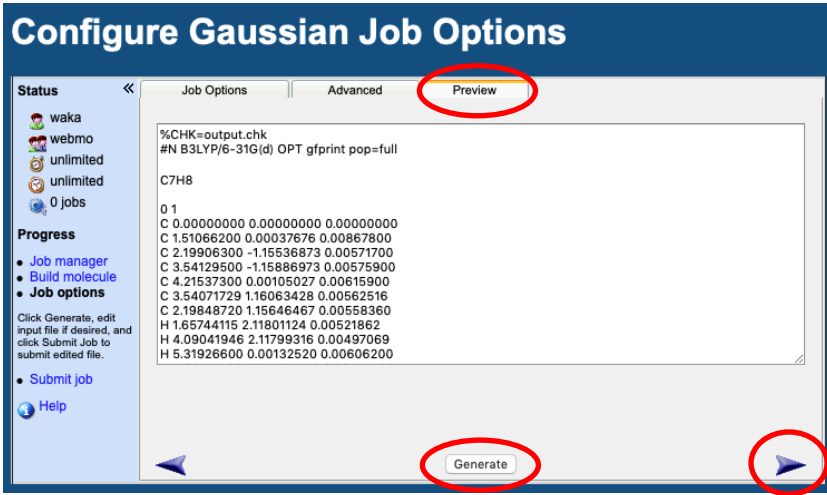 Configure Gaussian Job Options
Status «
waka
webmo
unlimited
unlimited
0 jobs
Progress
Job manager
Build molecule
Job options
Click Generate, edit
input file if desired, and
click Submit Job to
submit edited file.
Submit job
Help
Job Options Advanced Preview
%CHK=output.chk
#N B3LYP/6-31G(d) OPT gfprint pop=full
C7H8
0 1
C 0.00000000 0.00000000 0.00000000
C 1.51066200 0.00037676 0.00867800
C 2.19906300 -1.15536873 0.00571700
C 3.54129500 -1.15886973 0.00575900
C 4.21537300 0.00105027 0.00615900
C 3.54071729 1.16063428 0.00562516
C 2.19848720 1.15646467 0.00558360
H 1.65744115 2.11801124 0.00521862
H 4.09041946 2.11799316 0.00497069
H 5.31926600 0.00132520 0.00606200
Generate